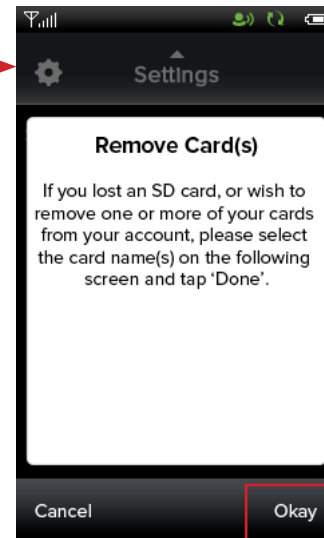 Settings
Remove Card(s)
If you lost an SD card, or wish to
remove one or more of your cards
from your account, please select
the card name(s) on the following
screen and tap ‘Done’.
Cancel
Okay